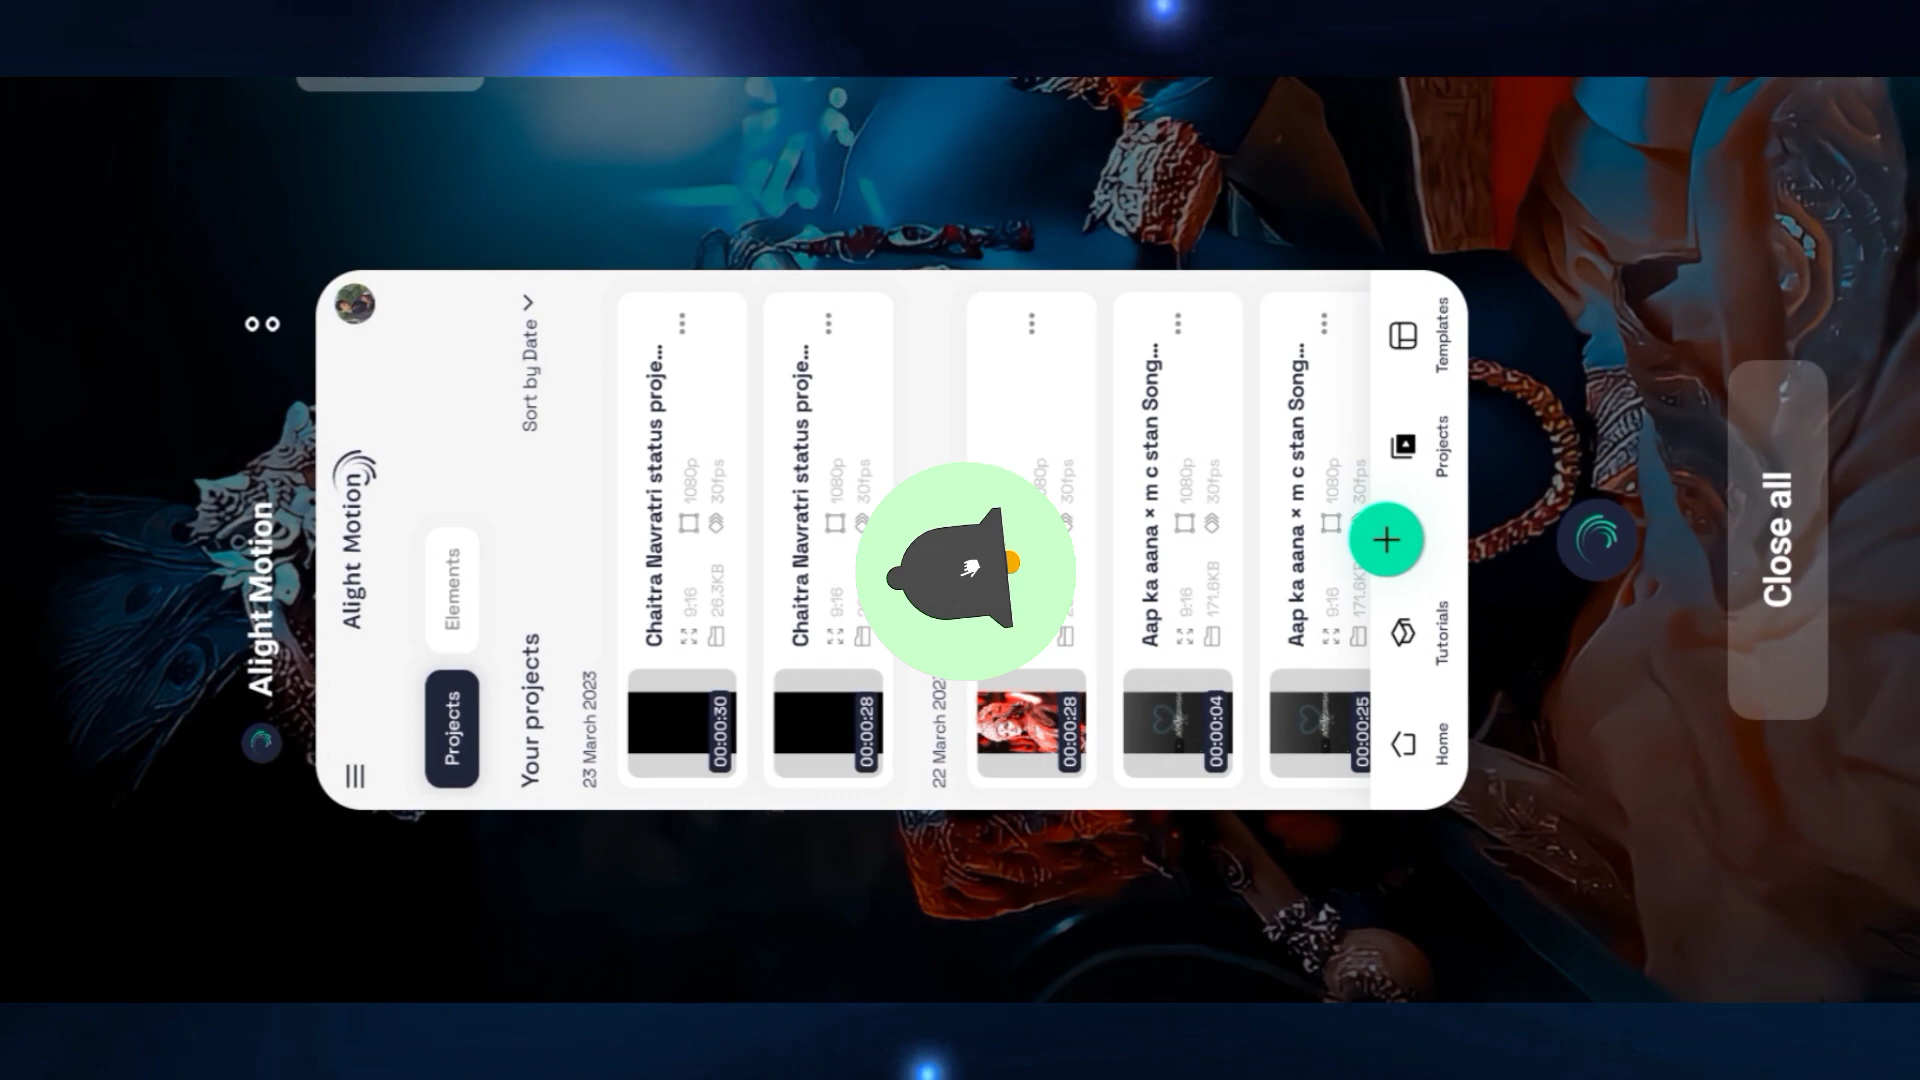 Alight Motion
Alight Motion
Projects
Elements
Your projects
Sort by Date
23 March 2023
Chaitra Navratri status proje...
9:16
1080p
26.3KB
30fps
00:00:30
Chaitra Navratri status proje...
9:16
1080p
30fps
00:00:28
22 March
30fps
00:00:28
Aap ka aana × m c stan Song...
9:16
1080p
171.6KB
30fps
00:00:04
Aap ka aana × m c stan Song...
9:16
1080p
171.6KB
30fps
00:00:25
Home
Tutorials
Projects
Templates
Close all